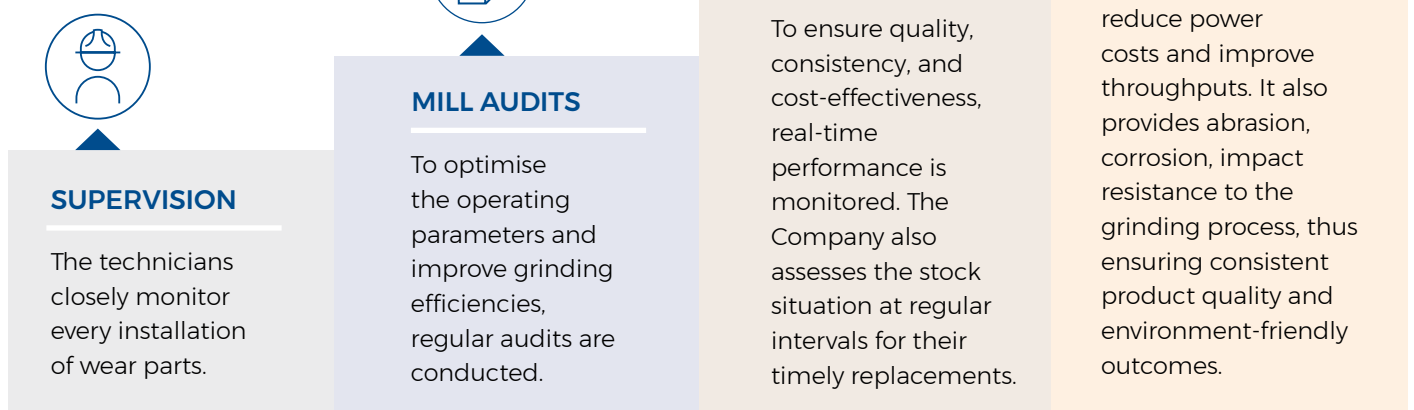 SUPERVISION
The technicians
closely monitor
every installation
of wear parts.
MILL AUDITS
To optimise
the operating
parameters and
improve grinding
efficiencies,
regular audits are
conducted.
To ensure quality,
consistency, and
cost-effectiveness,
real-time
performance is
monitored. The
Company also
assesses the stock
situation at regular
intervals for their
timely replacements.
reduce power
costs and improve
throughputs. It also
provides abrasion,
corrosion, impact
resistance to the
grinding process, thus
ensuring consistent
product quality and
environment-friendly
outcomes.